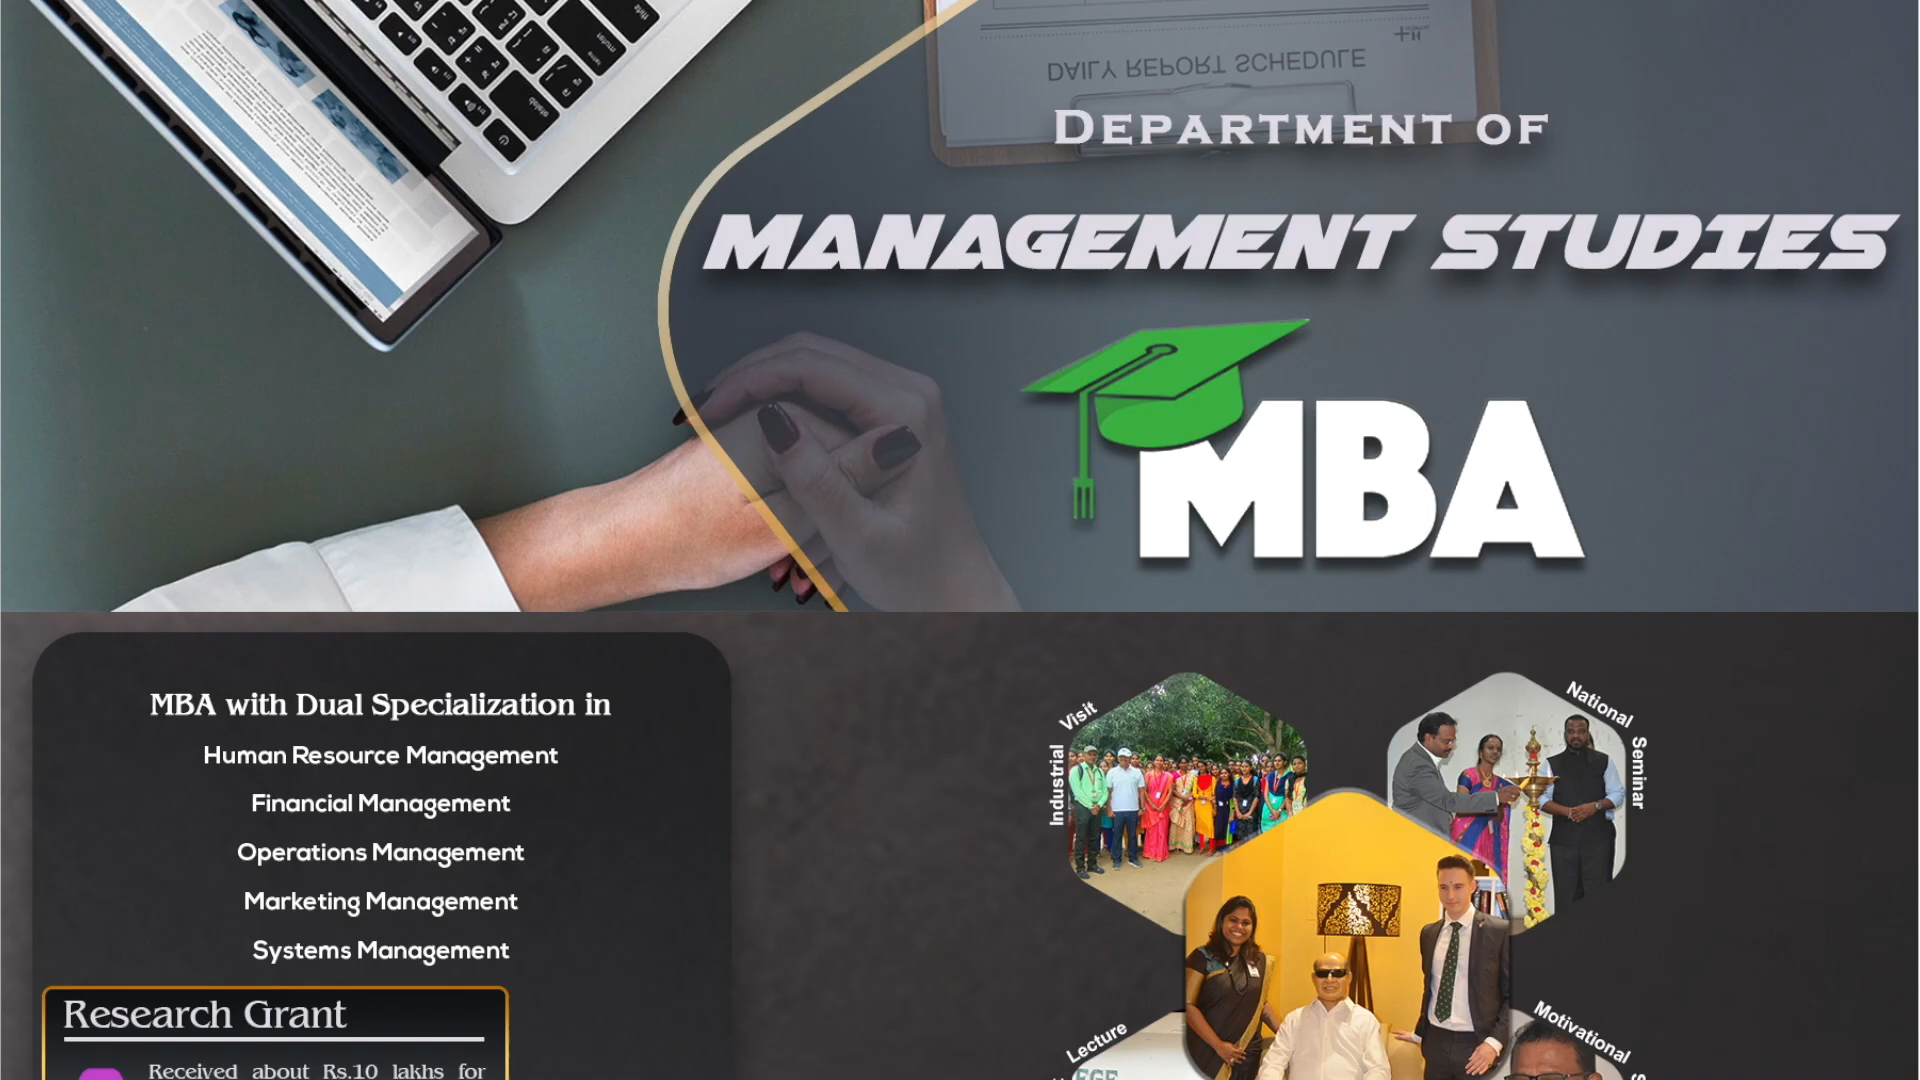 DAILY REPORT SCHEDULE
DEPARTMENT OF
MANAGEMENT STUDIES
MBA
MBA with Dual Specialization in
Human Resource Management
Financial Management
Operations Management
Marketing Management
Systems Management
Research Grant
Received about Rs.10 lakhs for
Industrial Visit
National Seminar
Lecture
Motivational